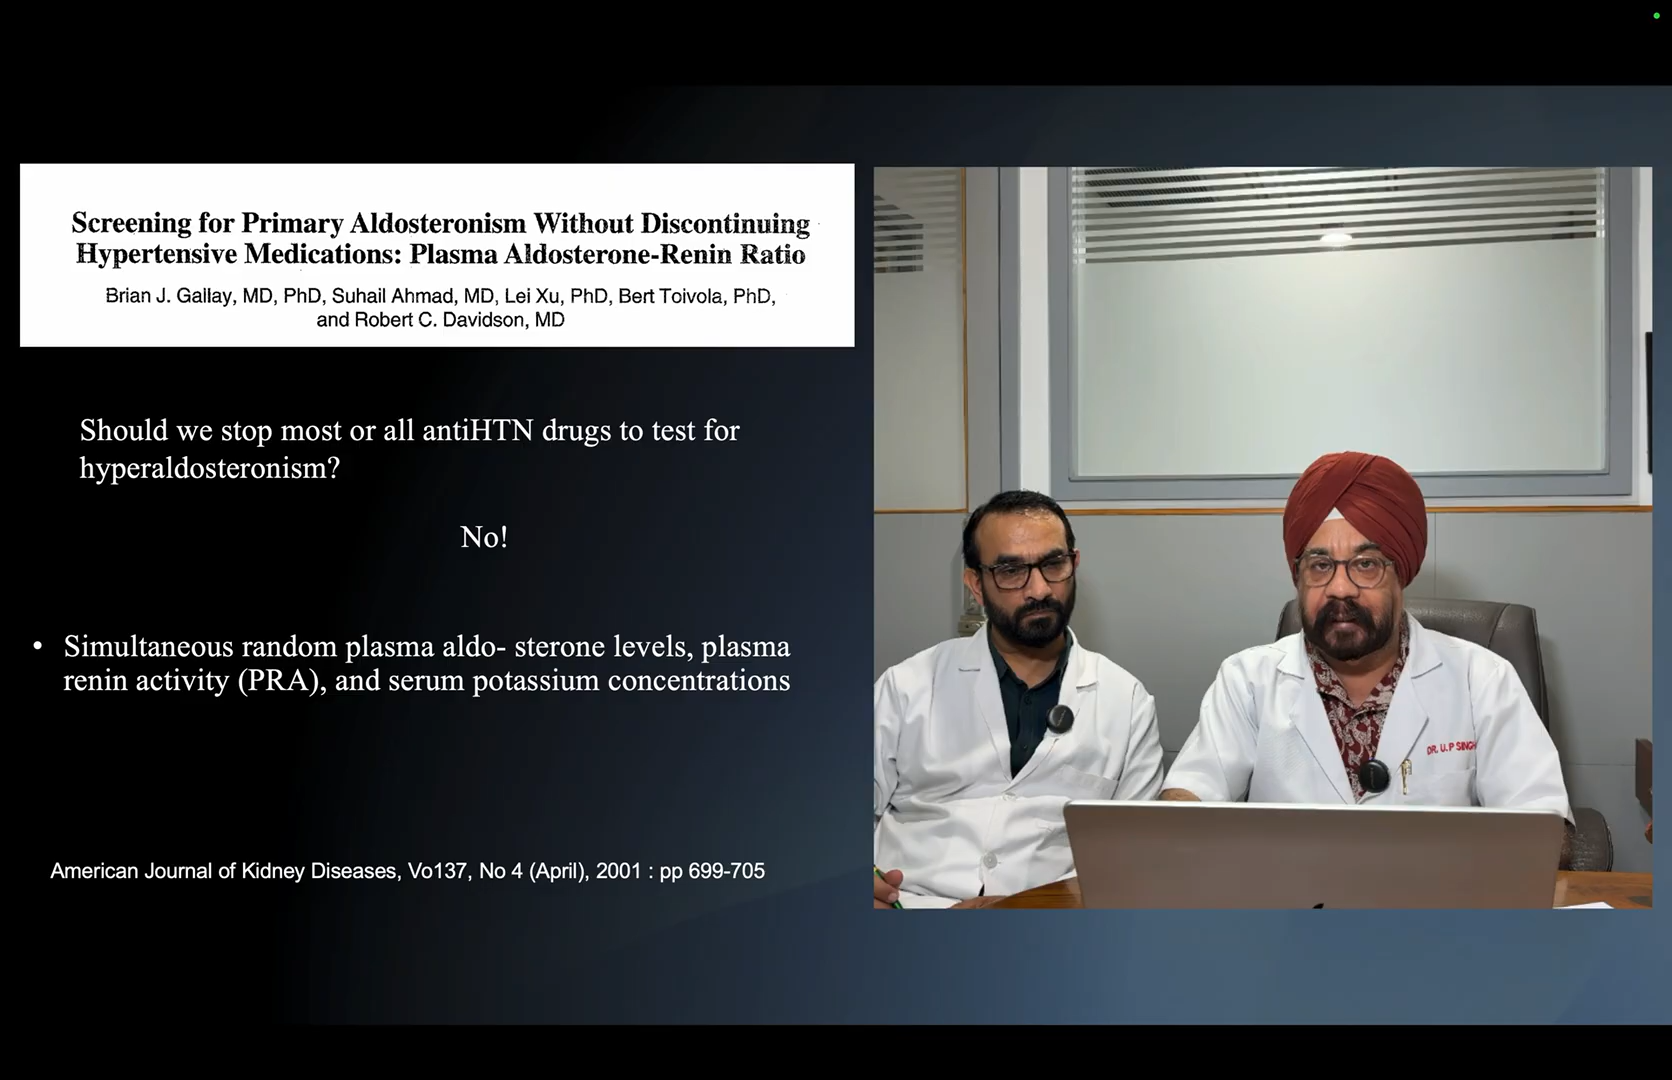 Screening for Primary Aldosteronism Without Discontinuing
Hypertensive Medications: Plasma Aldosterone-Renin Ratio
Brian J. Gallay, MD, PhD, Suhail Ahmad, MD, Lei Xu, PhD, Bert Toivola, PhD,
and Robert C. Davidson, MD
Should we stop most or all antiHTN drugs to test for
hyperaldosteronism?
No!
• Simultaneous random plasma aldo- sterone levels, plasma
renin activity (PRA), and serum potassium concentrations
American Journal of Kidney Diseases, Vo137, No 4 (April), 2001 : pp 699-705
DR. U.P SINGH